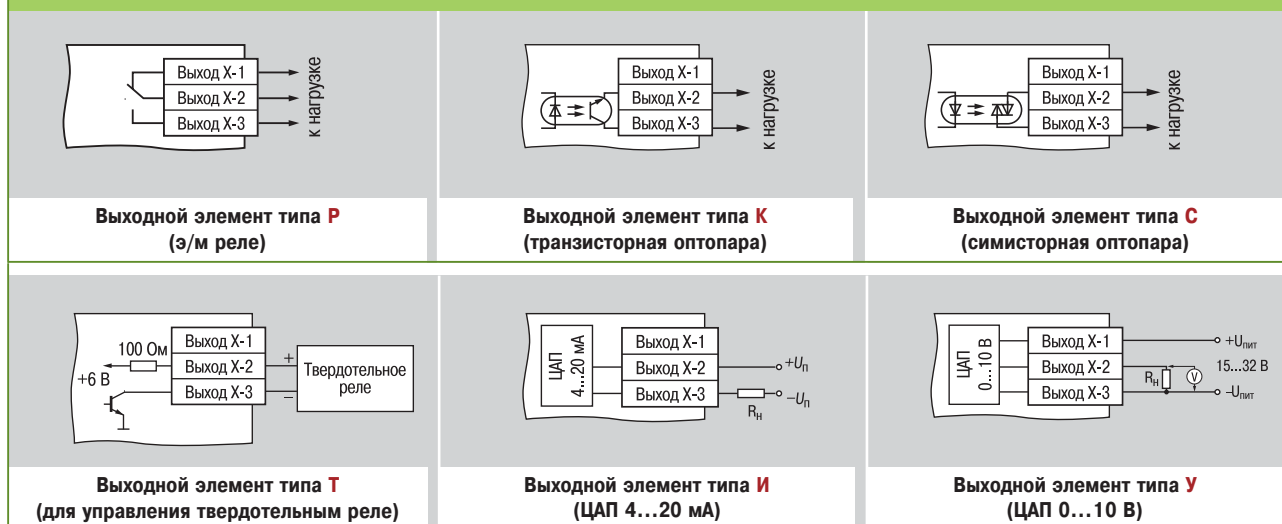 Выход X-1
Выход X-2
Выход X-3
к нагрузке
Выходной элемент типа Р
(э/м реле)
Выход X-1
Выход X-2
Выход X-3
к нагрузке
Выходной элемент типа К
(транзисторная оптопара)
Выход X-1
Выход X-2
Выход X-3
к нагрузке
Выходной элемент типа С
(симисторная оптопара)
100 Ом
+6 В
Выход X-1
Выход X-2
Выход X-3
+
–
Твердотельное
реле
Выходной элемент типа Т
(для управления твердотельным реле)
ЦАП
4...20 мА
Выход X-1
Выход X-2
Выход X-3
+Uп
–Uп
Rн
Выходной элемент типа И
(ЦАП 4...20 мА)
ЦАП
0...10 В
Выход X-1
Выход X-2
Выход X-3
+Uпит
Rн
V
15...32 В
–Uпит
Выходной элемент типа У
(ЦАП 0...10 В)